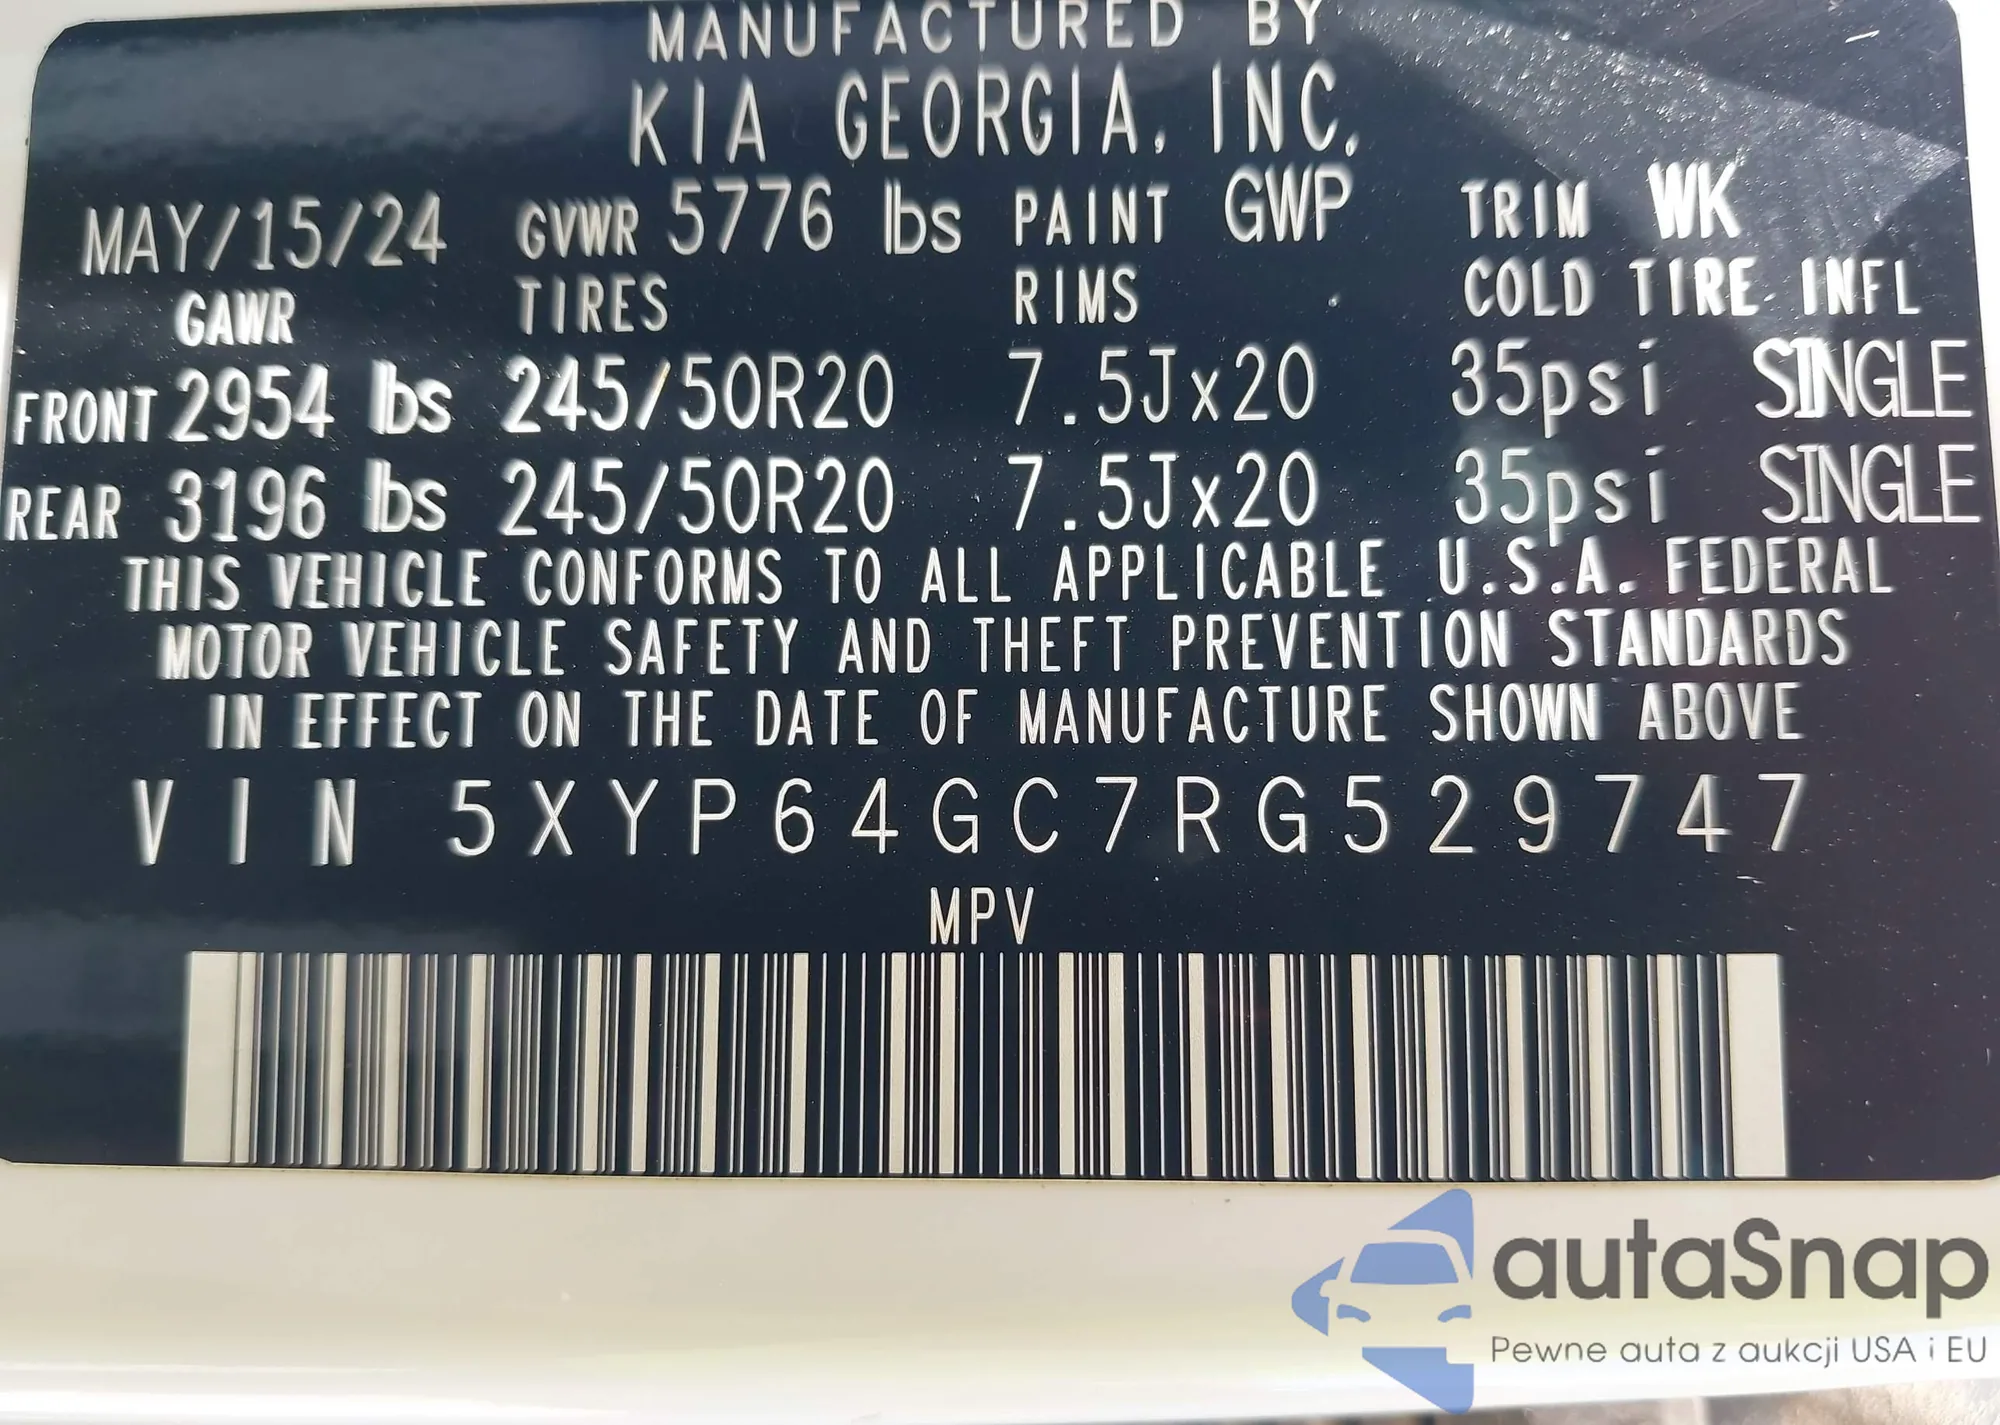 MANUFACTURED BY
KIA GEORGIA, INC.
MAY/15/24 GVWR 5776 lbs PAINT GWP TRIM WK
GAWR TIRES RIMS COLD TIRE INFL
FRONT 2954 lbs 245/50R20 7.5Jx20 35psi SINGLE
REAR 3196 lbs 245/50R20 7.5Jx20 35psi SINGLE
THIS VEHICLE CONFORMS TO ALL APPLICABLE U.S.A. FEDERAL
MOTOR VEHICLE SAFETY AND THEFT PREVENTION STANDARDS
IN EFFECT ON THE DATE OF MANUFACTURE SHOWN ABOVE
VIN 5XYP64GC7RG529747
MPV
autaSnap
Pewne auta z aukcji USA i EU